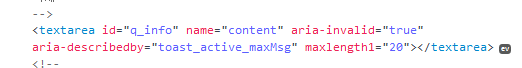 -->
<textarea id="q_info" name="content" aria-invalid="true"
aria-describedby="toast_active_maxMsg" maxlength1="20"></textarea> ev
<!--